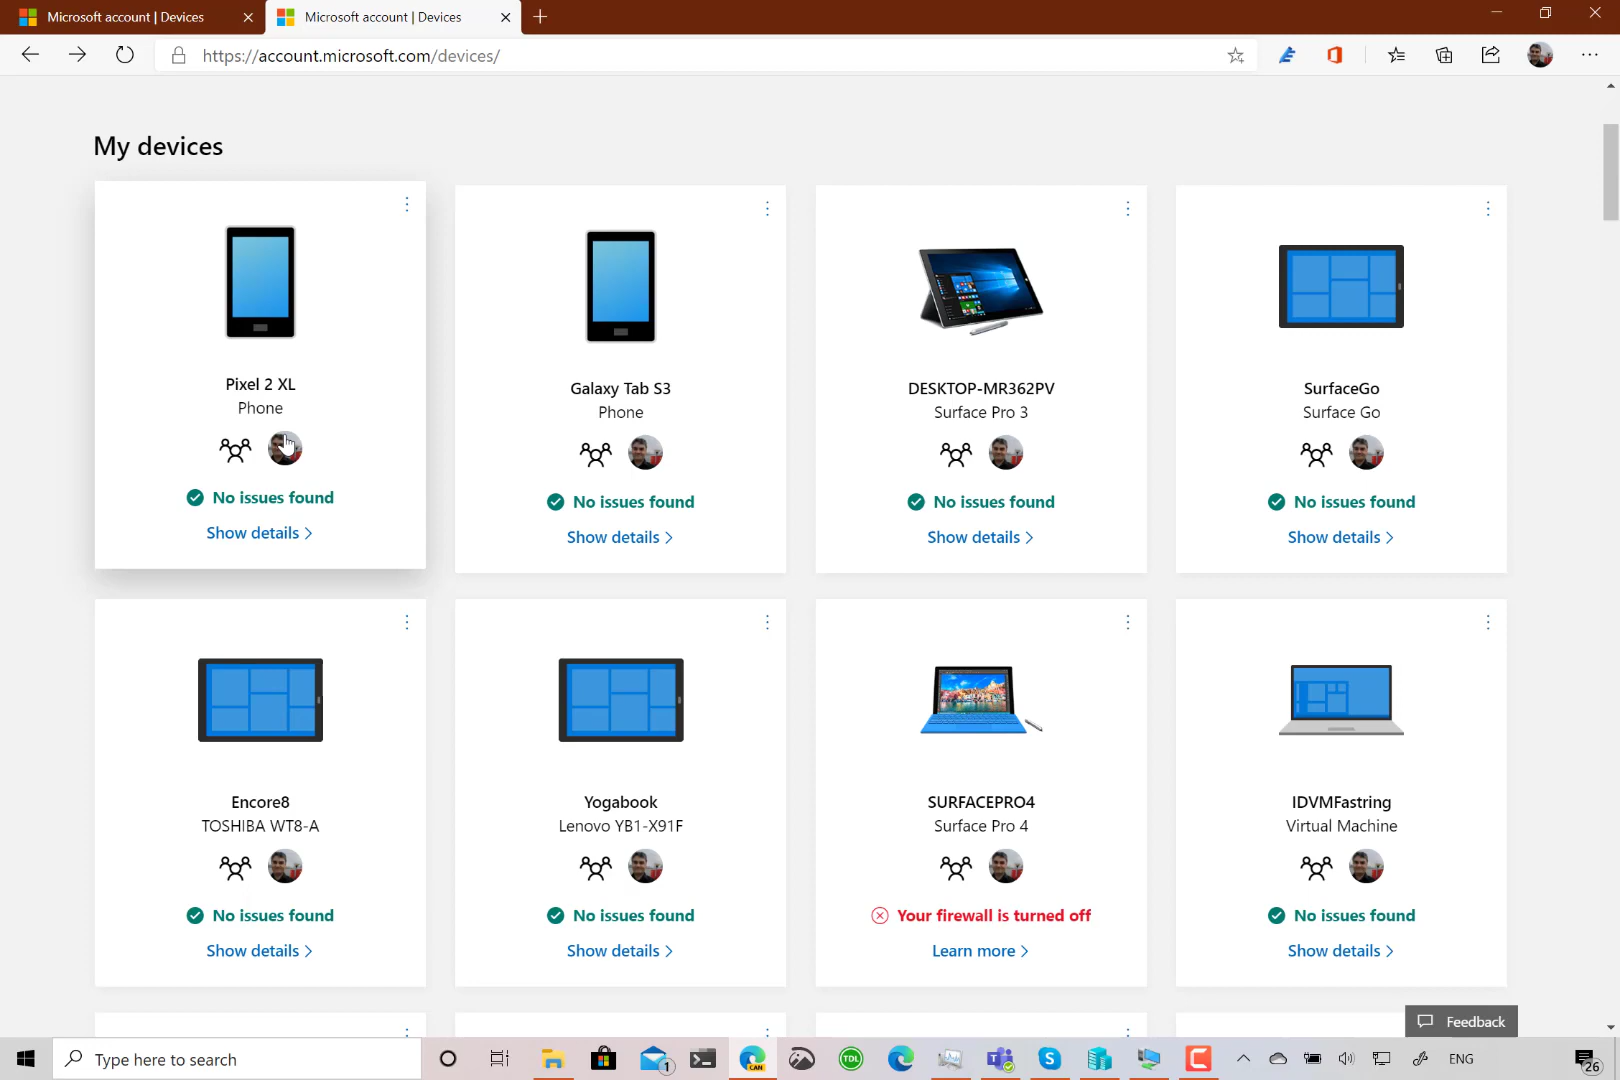 Microsoft account | Devices
Microsoft account | Devices
https://account.microsoft.com/devices/
My devices
Pixel 2 XL
Phone
No issues found
Show details
Galaxy Tab S3
Phone
No issues found
Show details
DESKTOP-MR362PV
Surface Pro 3
No issues found
Show details
SurfaceGo
Surface Go
No issues found
Show details
Encore8
TOSHIBA WT8-A
No issues found
Show details
Yogabook
Lenovo YB1-X91F
No issues found
Show details
SURFACEPRO4
Surface Pro 4
Your firewall is turned off
Learn more
IDVMFastring
Virtual Machine
No issues found
Show details
Feedback
Type here to search
1
CAN
TDL
ENG
26